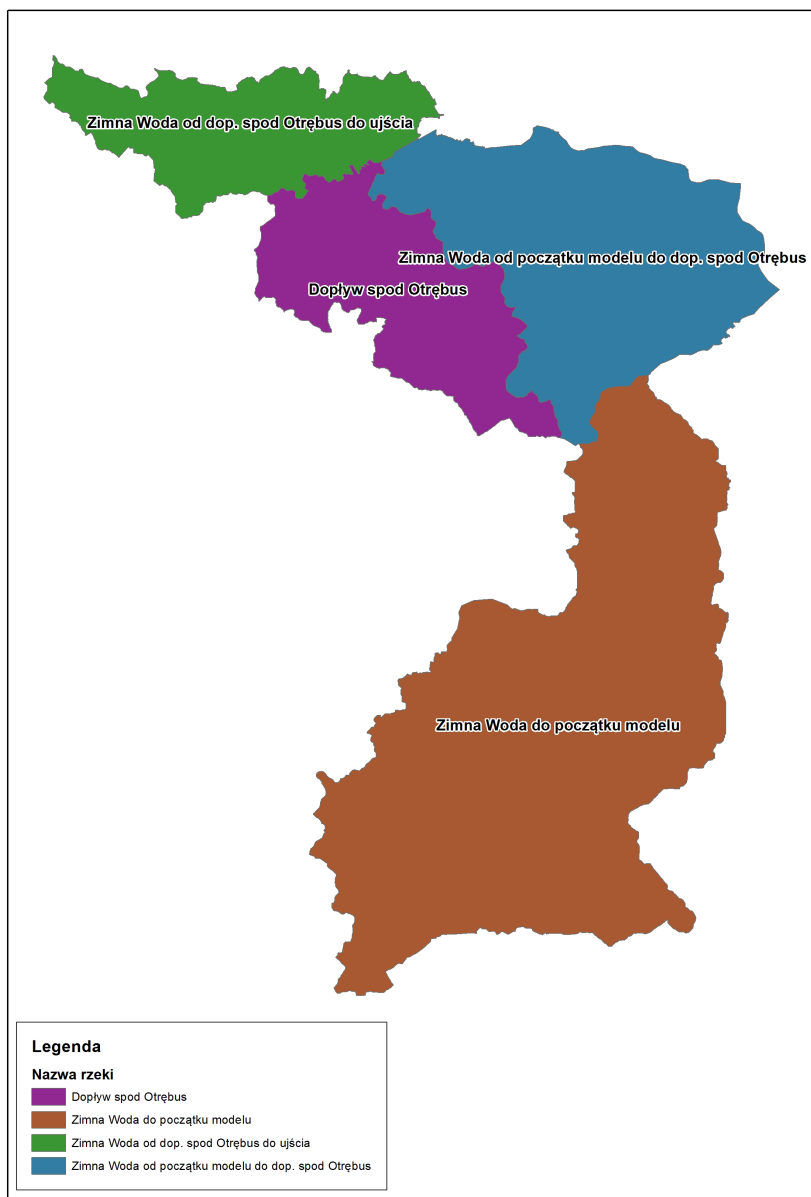 Zimna Woda od dop. spod Otrębus do ujścia
Zimna Woda od początku modelu do dop. spod Otrębus
Dopływ spod Otrębus
Zimna Woda do początku modelu
Legenda
Nazwa rzeki
Dopływ spod Otrębus
Zimna Woda do początku modelu
Zimna Woda od dop. spod Otrębus do ujścia
Zimna Woda od początku modelu do dop. spod Otrębus